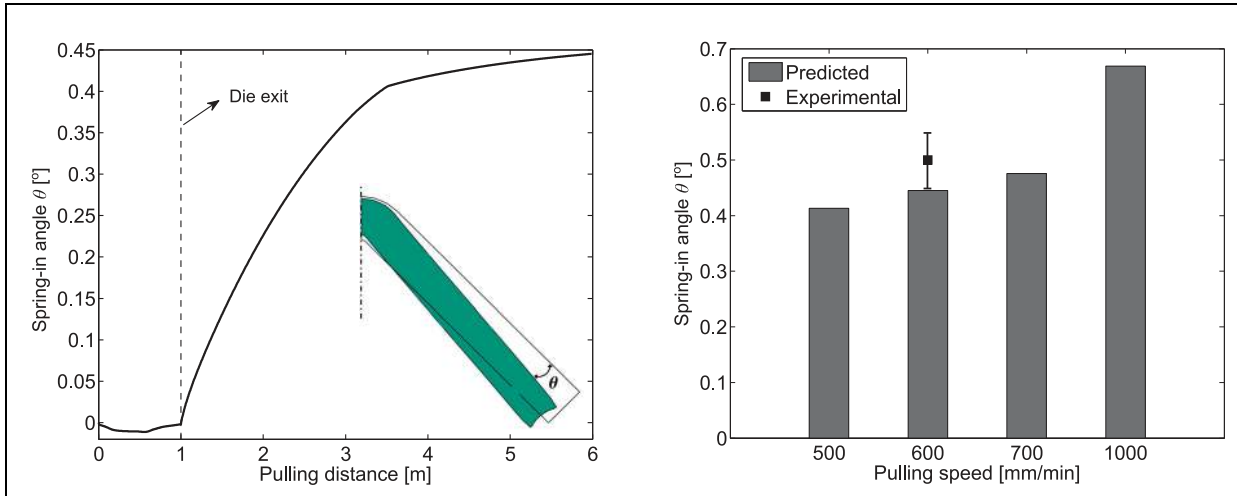 0.45
0.4
0.35
0.3
0.25
0.2
0.15
0.1
0.05
0
Spring-in angle θ [º]
Die exit
θ
0 1 2 3 4 5 6
Pulling distance [m]
0.7
0.6
0.5
0.4
0.3
0.2
0.1
0
Spring-in angle θ [º]
Predicted
Experimental
500 600 700 1000
Pulling speed [mm/min]